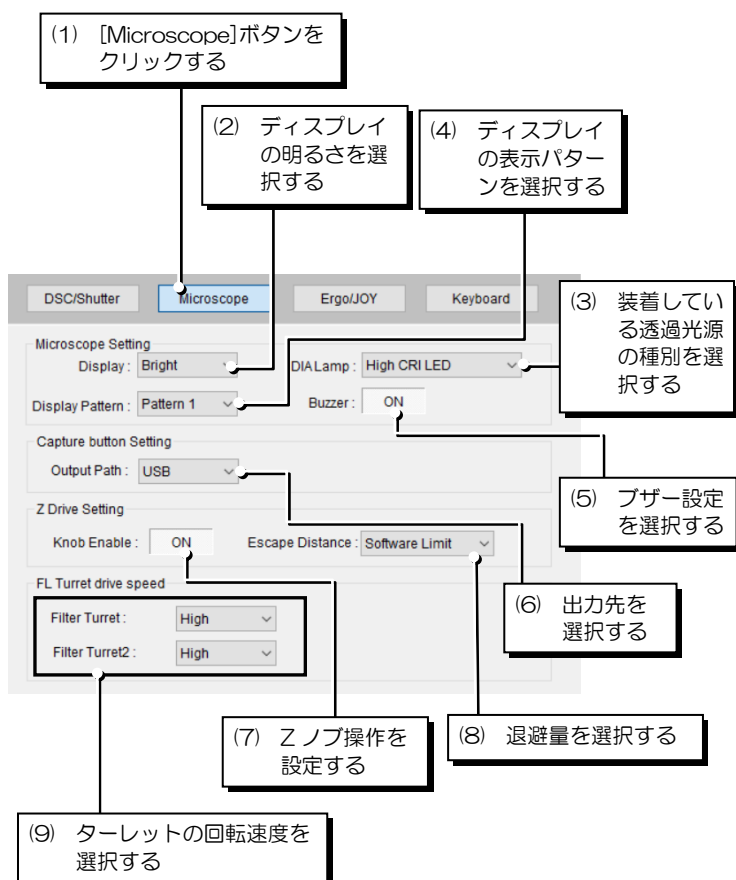 (1) [Microscope]ボタンを
クリックする
(2) ディスプレイ
の明るさを選
択する
(4) ディスプレイ
の表示パター
ンを選択する
DSC/Shutter Microscope Ergo/JOY Keyboard
(3) 装着してい
る透過光源
の種別を選
択する
Microscope Setting
Display : Bright DIA Lamp : High CRI LED
Display Pattern : Pattern 1 Buzzer : ON
Capture button Setting
Output Path : USB
(5) ブザー設定
を選択する
Z Drive Setting
Knob Enable : ON Escape Distance : Software Limit
FL Turret drive speed
Filter Turret : High
Filter Turret2 : High
(6) 出力先を
選択する
(7) Z ノブ操作を
設定する
(8) 退避量を選択する
(9) ターレットの回転速度を
選択する